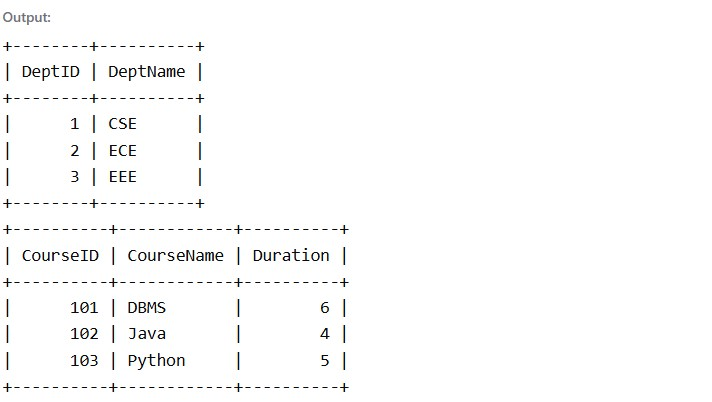 Output:
+--------+----------+
| DeptID | DeptName |
+--------+----------+
|      1 | CSE      |
|      2 | ECE      |
|      3 | EEE      |
+--------+----------+
+----------+------------+----------+
| CourseID | CourseName | Duration |
+----------+------------+----------+
|      101 | DBMS       |        6 |
|      102 | Java       |        4 |
|      103 | Python     |        5 |
+----------+------------+----------+